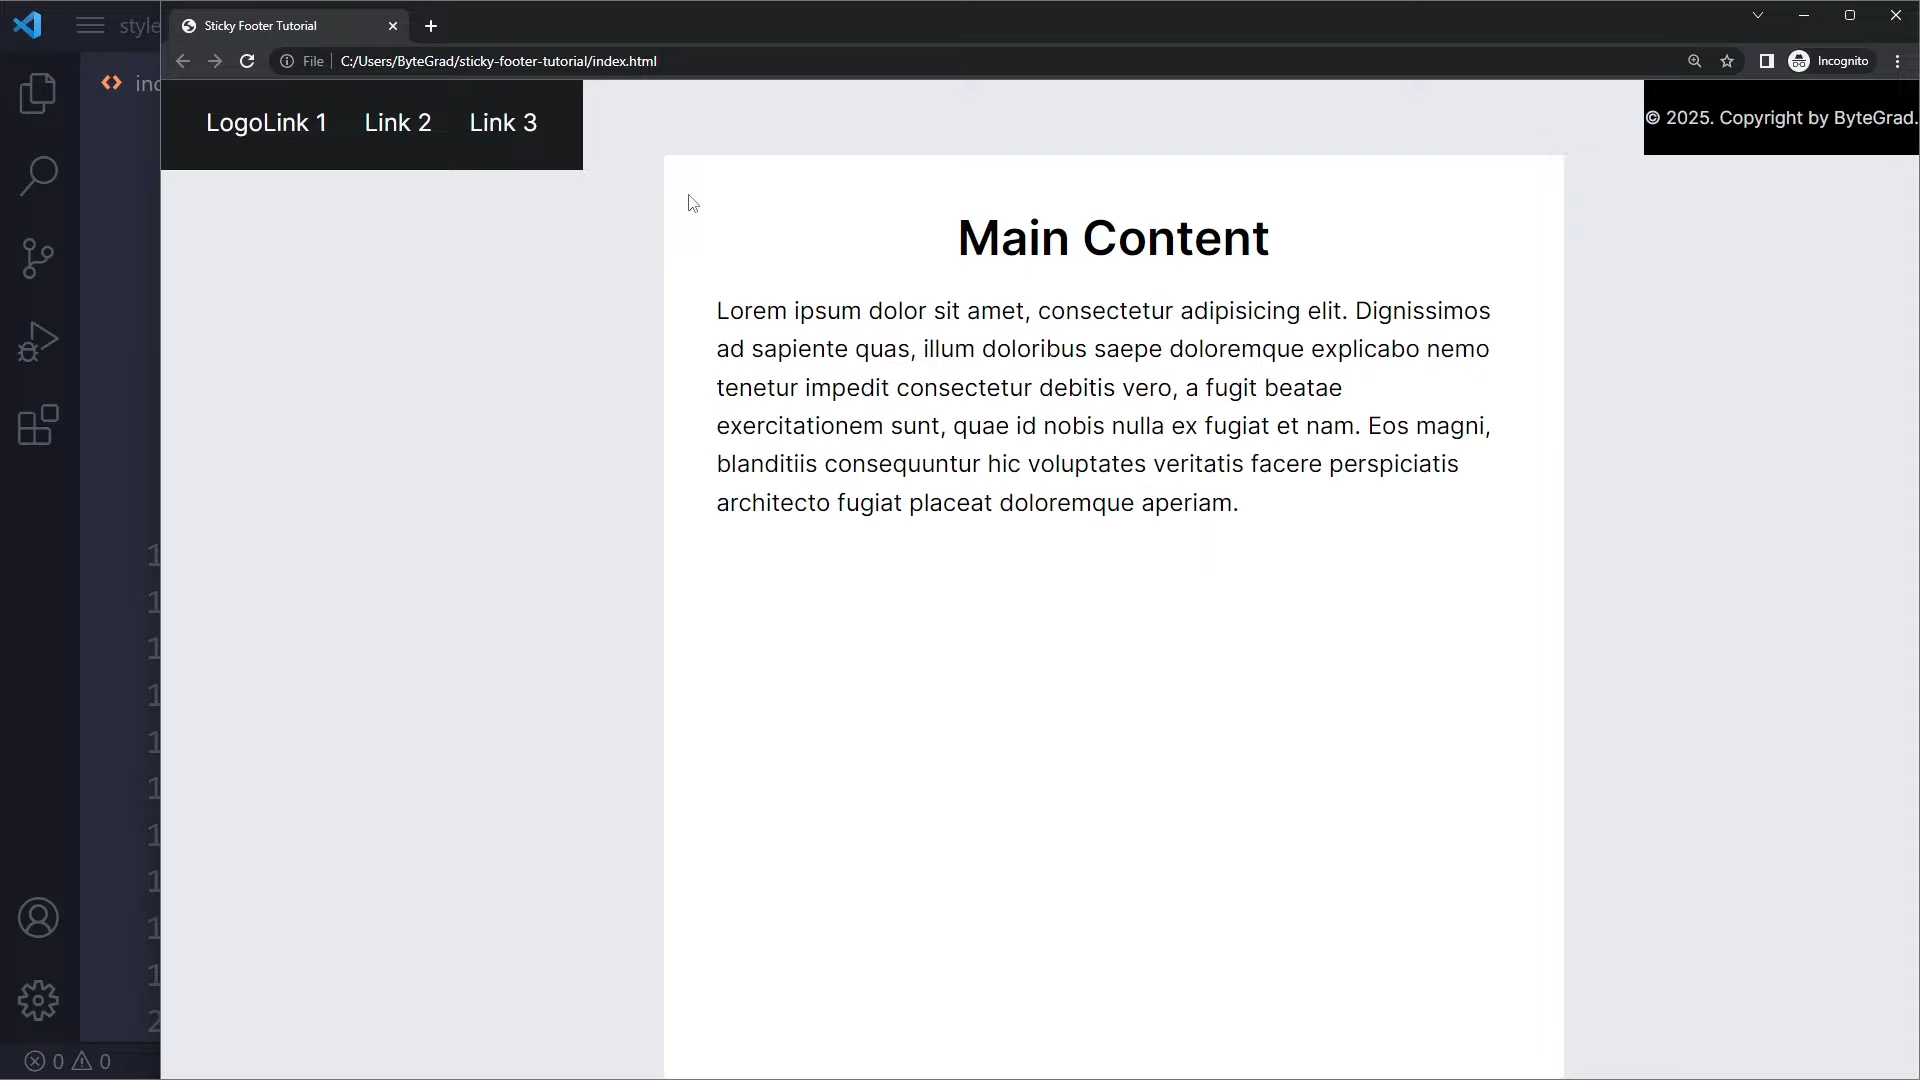 style
Sticky Footer Tutorial
File
C:/Users/ByteGrad/sticky-footer-tutorial/index.html
Incognito
LogoLink 1 Link 2 Link 3
© 2025. Copyright by ByteGrad.
Main Content
Lorem ipsum dolor sit amet, consectetur adipisicing elit. Dignissimos
ad sapiente quas, illum doloribus saepe doloremque explicabo nemo
tenetur impedit consectetur debitis vero, a fugit beatae
exercitationem sunt, quae id nobis nulla ex fugiat et nam. Eos magni,
blanditiis consequuntur hic voluptates veritatis facere perspiciatis
architecto fugiat placeat doloremque aperiam.
0 0